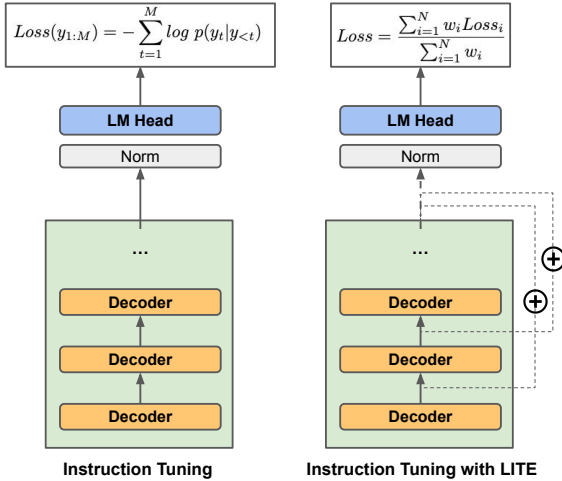 Loss(y_{1:M}) = -\sum_{t=1}^{M} log p(y_t|y_{<t})
LM Head
Norm
...
Decoder
Decoder
Decoder
Instruction Tuning
Loss = \frac{\sum_{i=1}^{N} w_i Loss_i}{\sum_{i=1}^{N} w_i}
LM Head
Norm
...
Decoder
Decoder
Decoder
+
+
Instruction Tuning with LITE